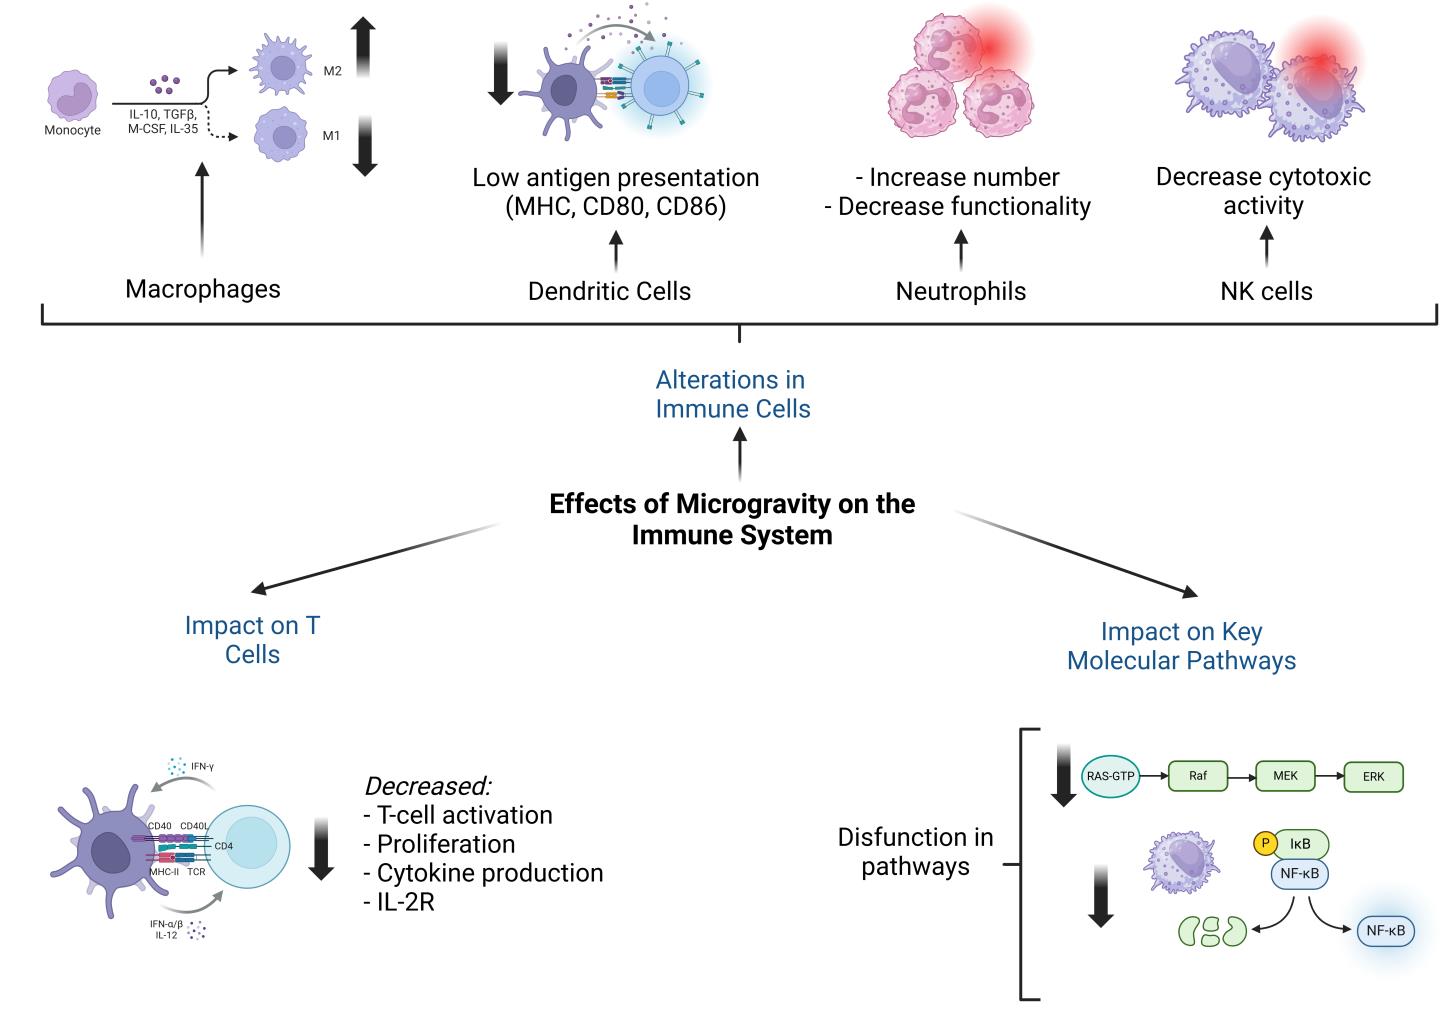 M2
Monocyte
IL-10, TGFβ,
M-CSF, IL-35
M1
Low antigen presentation
(MHC, CD80, CD86)
- Increase number
- Decrease functionality
Decrease cytotoxic
activity
Macrophages
Dendritic Cells
Neutrophils
NK cells
Alterations in
Immune Cells
Effects of Microgravity on the
Immune System
Impact on T
Cells
Impact on Key
Molecular Pathways
IFN-γ
CD40 CD40L
CD4
MHC-II TCR
IFN-α/β
IL-12
Decreased:
- T-cell activation
- Proliferation
- Cytokine production
- IL-2R
Disfunction in
pathways
RAS-GTP
Raf
MEK
ERK
P
IκB
NF-κB
NF-κB